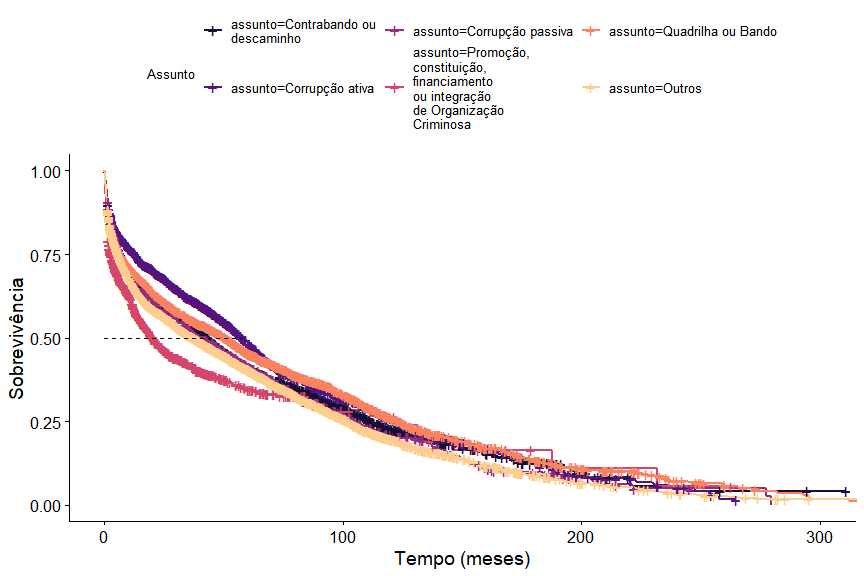 assunto=Contrabando ou
descaminho
assunto=Corrupção passiva
assunto=Quadrilha ou Bando
Assunto
assunto=Corrupção ativa
assunto=Promoção,
constituição,
financiamento
ou integração
de Organização
Criminosa
assunto=Outros
1.00
0.75
0.50
0.25
0.00
Sobrevivência
0
100
200
300
Tempo (meses)